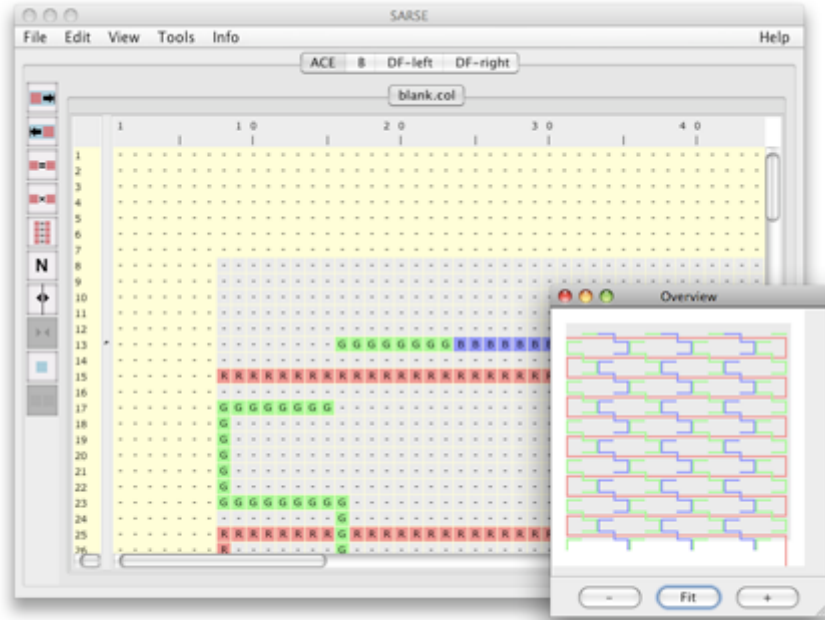 SARSE
File Edit View Tools Info Help
ACE B DF-left DF-right
blank.col
1 10 20 30 40
1
2
3
4
5
6
7
8
9
10
11
12
13 G G G G G G G G B B B B B B B
14
15 R R R R R R R R R R R R R R R R R R R R R R R
16
17 G G G G G G G G
18 G
19 G
20 G
21 G
22 G
23 G G G G G G G G G
24 G
25 R R R R R R R R G R R R R R R R R R R R R R R
26 R G
Overview
- Fit +
N